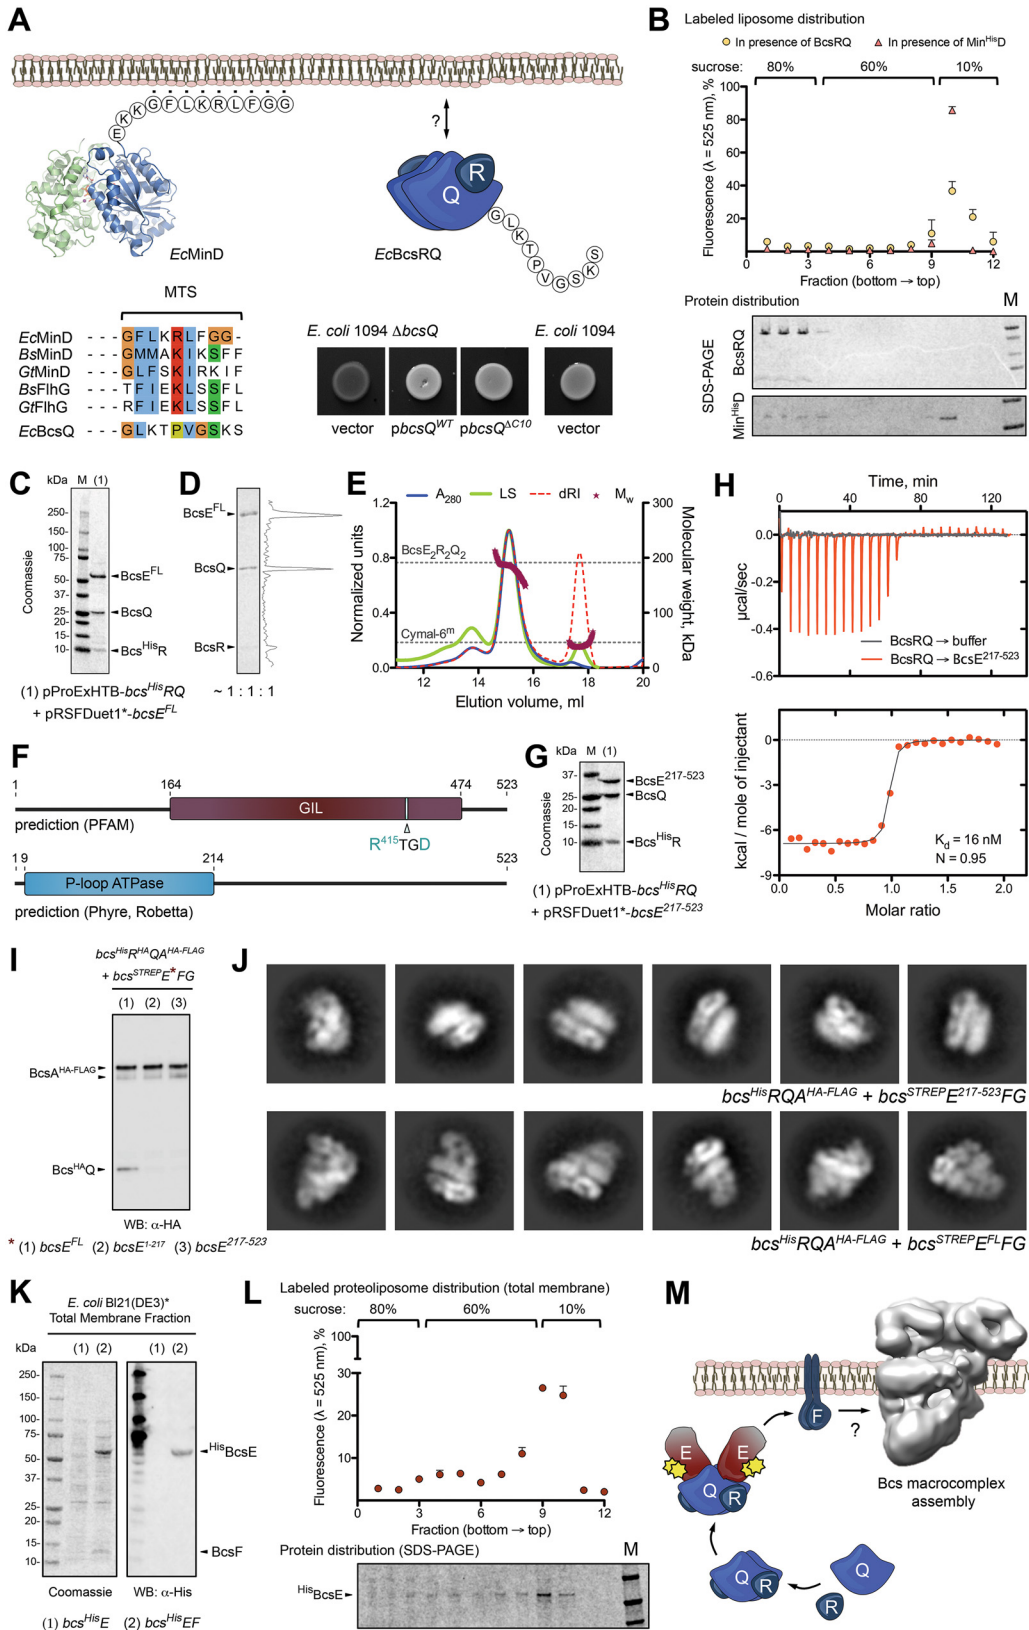 A
E K K G F L K R L F G G
EcMinD
?
R
Q
G L K T P V G S K S
EcBcsRQ
MTS
EcMinD - - - G F L K R L F G G -
BsMinD - - - G M M A K I K S F F
GtMinD - - - G L F S K I R K I F
BsFlhG - - - T F I E K L S S F L
GtFlhG - - - R F I E K L S S F L
EcBcsQ - - - G L K T P V G S K S
E. coli 1094 ΔbcsQ
E. coli 1094
vector
pbcsQWT
pbcsQΔC10
vector
B
Labeled liposome distribution
In presence of BcsRQ
In presence of MinHisD
sucrose: 80% 60% 10%
Fluorescence (λ = 525 nm), %
100
80
60
40
20
0 3 6 9 12
Fraction (bottom → top)
Protein distribution
M
SDS-PAGE
BcsRQ
MinHisD
C
kDa M (1)
250-
150-
100-
75-
50-
37-
25-
20-
15-
10-
Coomassie
BcsEFL
BcsQ
BcsHisR
(1) pProExHTB-bcsHisRQ
+ pRSFDuet1*-bcsEFL
D
BcsEFL
BcsQ
BcsR
~ 1 : 1 : 1
E
A280
LS
dRI
Mw
Normalized units
1.2
0.8
0.4
0.0
BcsE2R2Q2
Cymal-6m
12 14 16 18 20
Elution volume, ml
300
200
100
0
Molecular weight, kDa
F
1 164 474 523
GIL
prediction (PFAM)
R415TGD
1 9 214 523
P-loop ATPase
prediction (Phyre, Robetta)
G
kDa M (1)
37-
25-
20-
15-
10-
Coomassie
BcsE217-523
BcsQ
BcsHisR
(1) pProExHTB-bcsHisRQ
+ pRSFDuet1*-bcsE217-523
H
Time, min
0 40 80 120
µcal/sec
0.0
-0.2
-0.4
-0.6
BcsRQ → buffer
BcsRQ → BcsE217-523
kcal / mole of injectant
0
-3
-6
-9
Kd = 16 nM
N = 0.95
0.0 0.5 1.0 1.5 2.0
Molar ratio
I
bcsHisRHAQAHA-FLAG
+ bcsSTREPE*FG
(1) (2) (3)
BcsAHA-FLAG
BcsHAQ
WB: α-HA
* (1) bcsEFL (2) bcsE1-217 (3) bcsE217-523
J
bcsHisRQAHA-FLAG + bcsSTREPE217-523FG
bcsHisRQAHA-FLAG + bcsSTREPEFLFG
K
E. coli Bl21(DE3)*
Total Membrane Fraction
kDa (1) (2) (1) (2)
250-
150-
100-
75-
50-
37-
25-
20-
15-
10-
HisBcsE
BcsF
Coomassie
WB: α-His
(1) bcsHisE (2) bcsHisEF
L
Labeled proteoliposome distribution (total membrane)
sucrose: 80% 60% 10%
Fluorescence (λ = 525 nm), %
100
30
20
10
0 3 6 9 12
Fraction (bottom → top)
Protein distribution (SDS-PAGE)
M
HisBcsE
M
F
?
E E
Q
R
Bcs macrocomplex
assembly
Q
R
Q
R